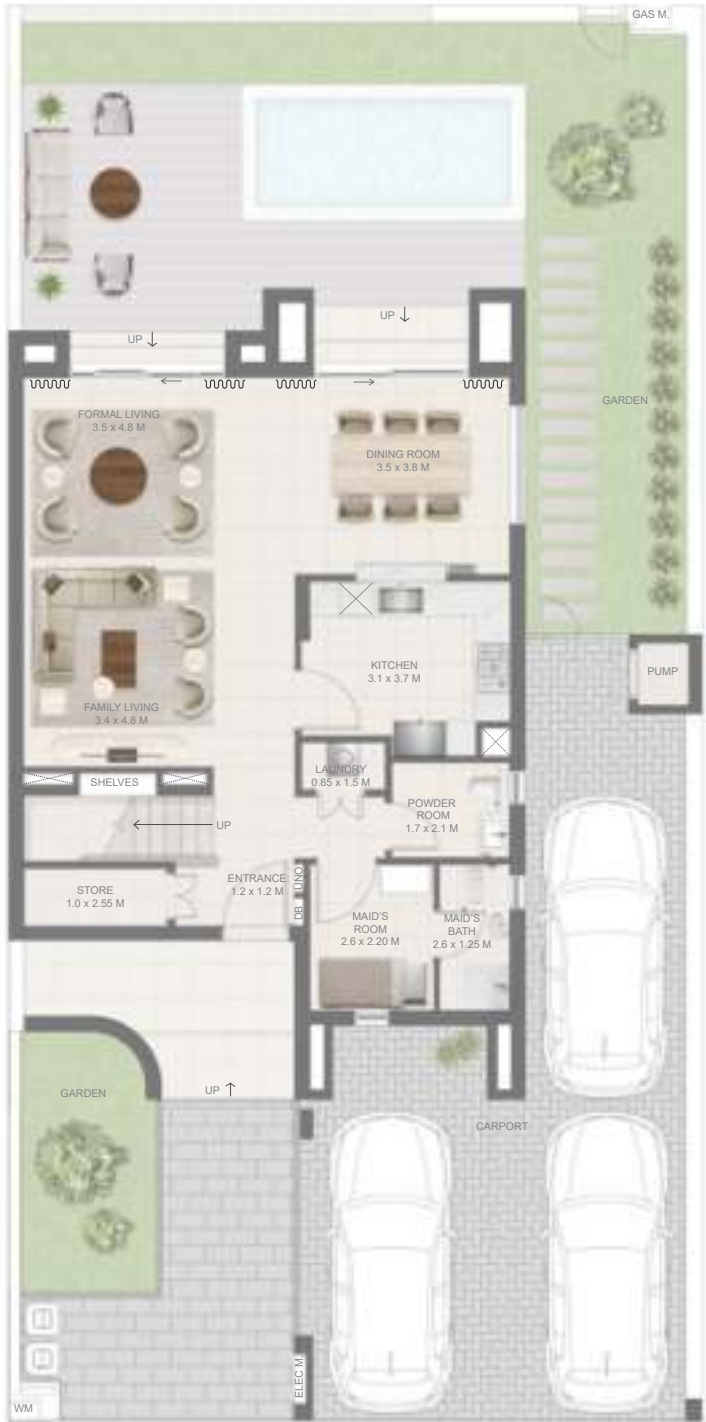 GAS M.
UP
UP
FORMAL LIVING
3.5 x 4.8 M
GARDEN
DINING ROOM
3.5 x 3.8 M
KITCHEN
3.1 x 3.7 M
PUMP
FAMILY LIVING
3.4 x 4.8 M
LAUNDRY
0.85 x 1.5 M
SHELVES
POWDER
ROOM
1.7 x 2.1 M
UP
ENTRANCE
1.2 x 1.2 M
UNO
DB
STORE
1.0 x 2.55 M
MAID'S
ROOM
2.6 x 2.20 M
MAID'S
BATH
2.6 x 1.25 M
GARDEN
UP
CARPORT
ELEC M.
WM